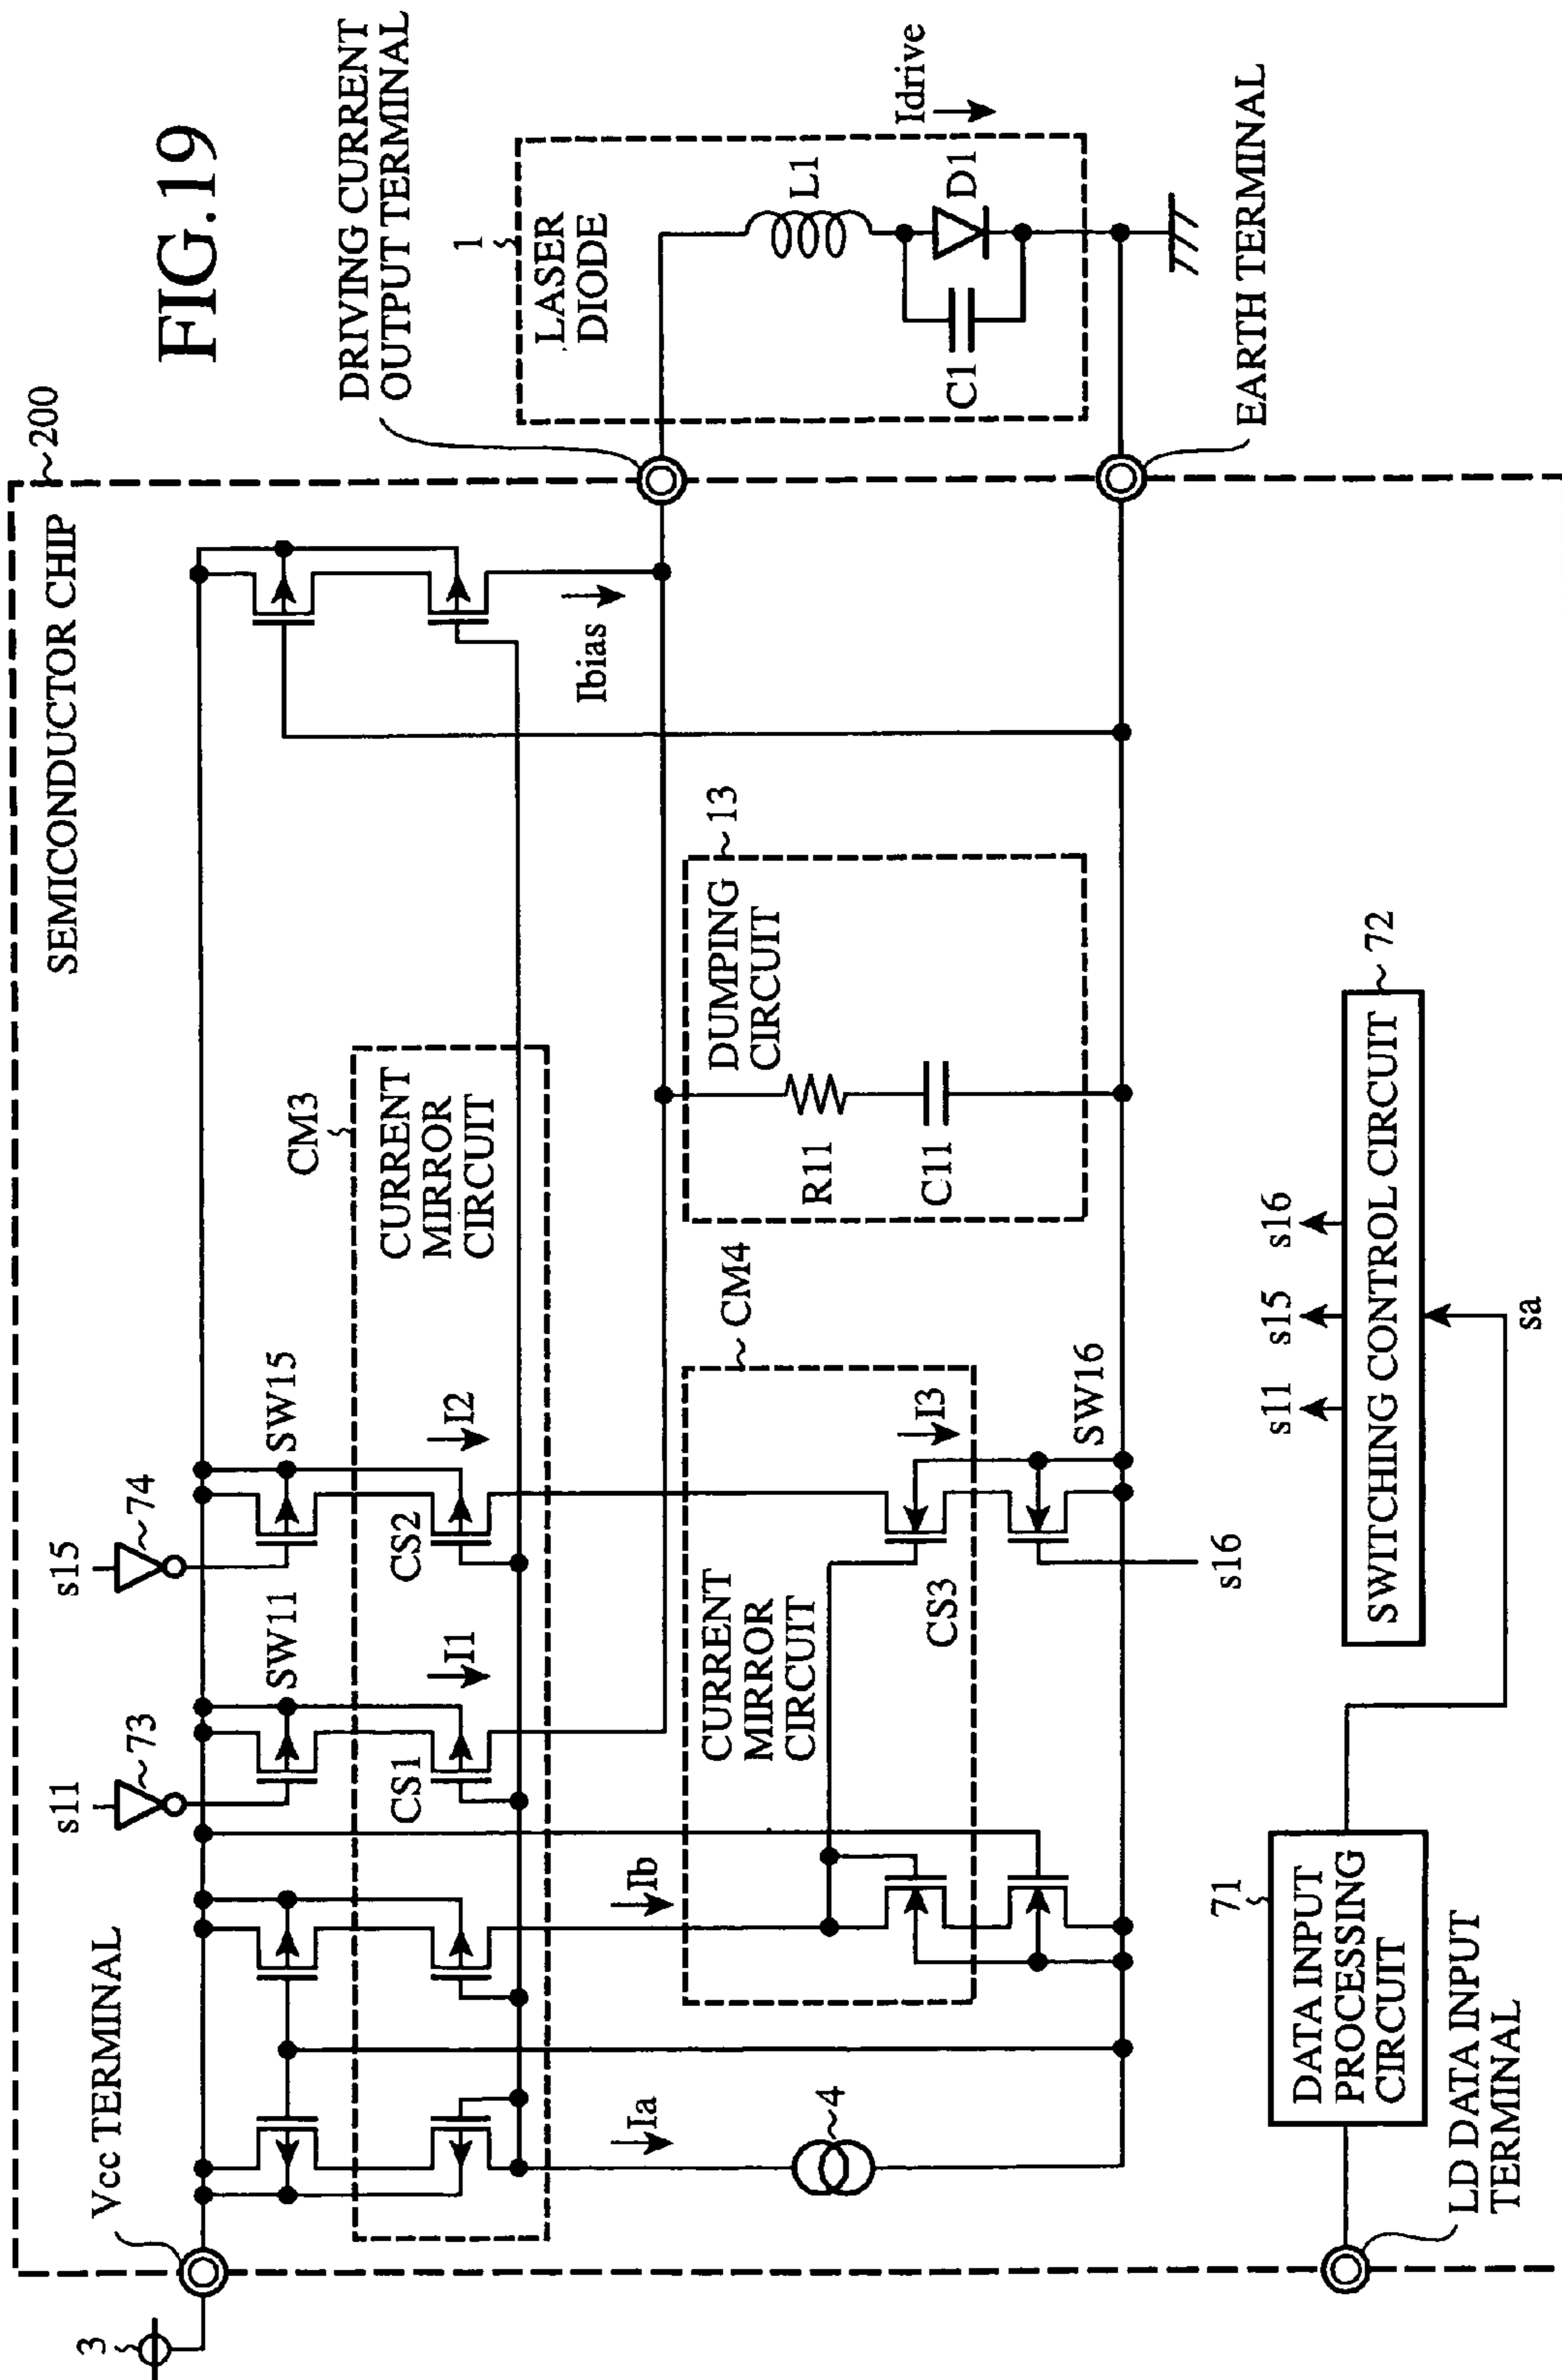 FIG.19
SEMICONDUCTOR CHIP
~200
3
Vcc TERMINAL
s11
73
SW11
s15
74
SW15
CM3
CURRENT
MIRROR
CIRCUIT
CS1
I1
CS2
I2
Ia
Ib
~4
CURRENT
MIRROR
CIRCUIT
CM4
CS3
I3
SW16
s16
DUMPING
CIRCUIT
~13
R11
C11
Ibias
DRIVING CURRENT
OUTPUT TERMINAL
1
LASER
DIODE
L1
C1
D1
Idrive
EARTH TERMINAL
71
DATA INPUT
PROCESSING
CIRCUIT
LD DATA INPUT
TERMINAL
sa
s11
s15
s16
SWITCHING CONTROL CIRCUIT
~72